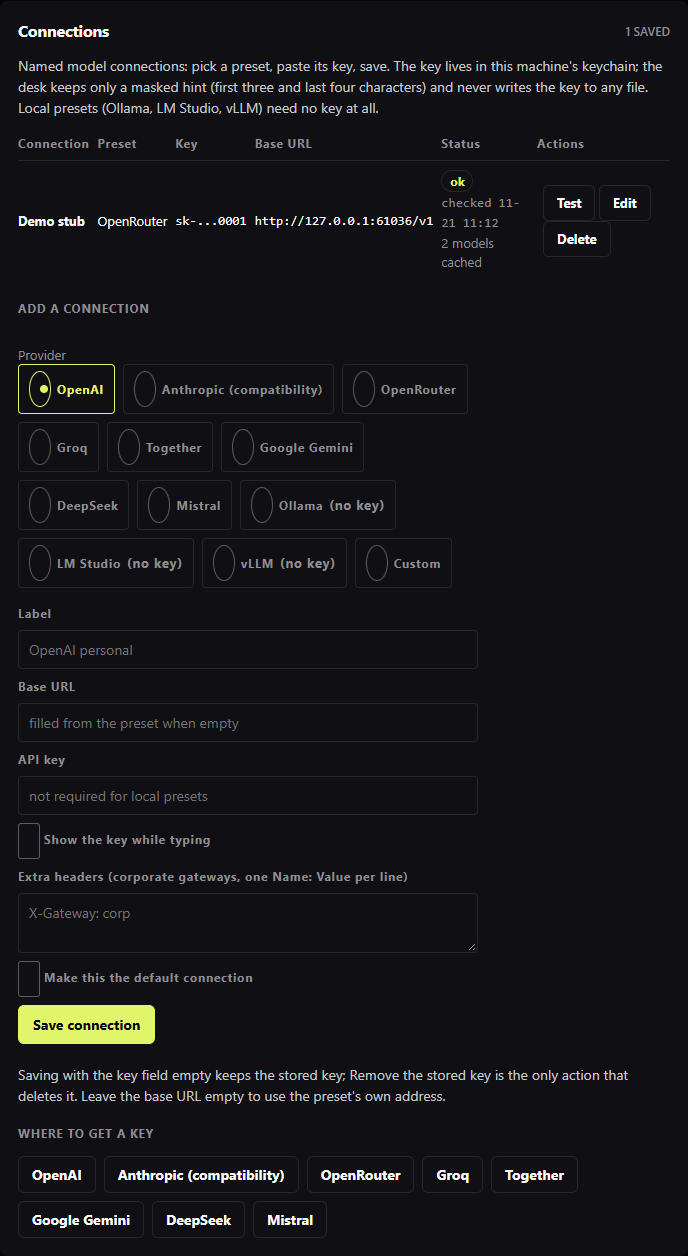 Connections
1 SAVED
Named model connections: pick a preset, paste its key, save. The key lives in this machine's keychain; the
desk keeps only a masked hint (first three and last four characters) and never writes the key to any file.
Local presets (Ollama, LM Studio, vLLM) need no key at all.
Connection Preset Key Base URL Status Actions
Demo stub OpenRouter sk-...0001 http://127.0.0.1:61036/v1
ok
checked 11-
21 11:12
2 models
cached
Test Edit
Delete
ADD A CONNECTION
Provider
OpenAI Anthropic (compatibility) OpenRouter
Groq Together Google Gemini
DeepSeek Mistral Ollama (no key)
LM Studio (no key) vLLM (no key) Custom
Label
OpenAI personal
Base URL
filled from the preset when empty
API key
not required for local presets
Show the key while typing
Extra headers (corporate gateways, one Name: Value per line)
X-Gateway: corp
Make this the default connection
Save connection
Saving with the key field empty keeps the stored key; Remove the stored key is the only action that
deletes it. Leave the base URL empty to use the preset's own address.
WHERE TO GET A KEY
OpenAI Anthropic (compatibility) OpenRouter Groq Together
Google Gemini DeepSeek Mistral